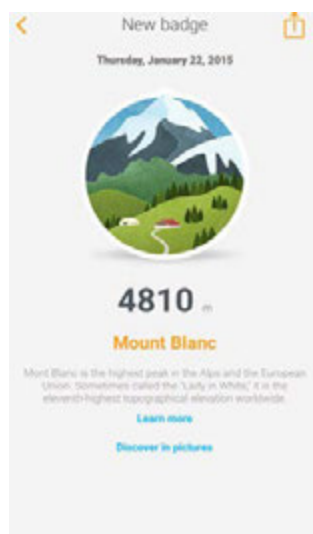 New badge
Thursday, January 22, 2015
4810 m
Mount Blanc
Mont Blanc is the highest peak in the Alps and the European
Union. Sometimes called the "Lady in White," it is the
eleventh-highest topographical elevation worldwide.
Learn more
Discover in pictures